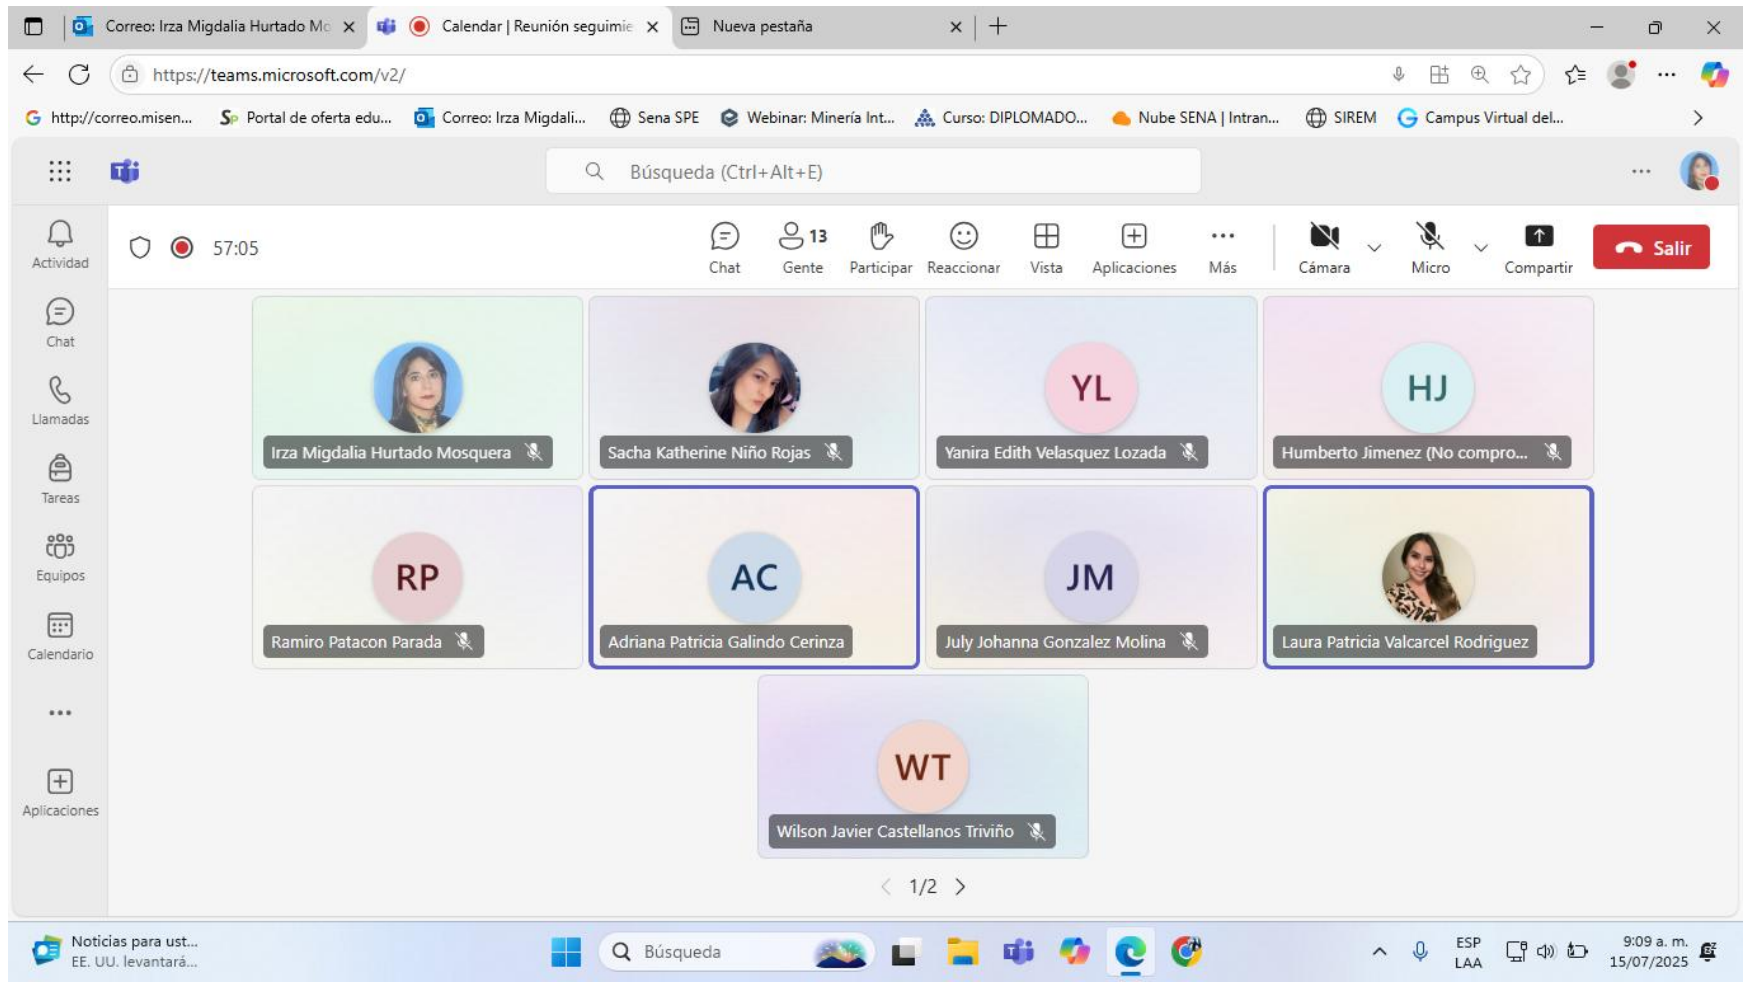 Correo: Irza Migdalia Hurtado Mo
Calendar | Reunión seguimie
Nueva pestaña
https://teams.microsoft.com/v2/
http://correo.misen...
Portal de oferta edu...
Correo: Irza Migdali...
Sena SPE
Webinar: Minería Int...
Curso: DIPLOMADO...
Nube SENA | Intran...
SIREM
Campus Virtual del...
Búsqueda (Ctrl+Alt+E)
Actividad
Chat
Llamadas
Tareas
Equipos
Calendario
Aplicaciones
57:05
Chat
13
Gente
Participar
Reaccionar
Vista
Aplicaciones
Más
Cámara
Micro
Compartir
Salir
Irza Migdalia Hurtado Mosquera
Sacha Katherine Niño Rojas
YL
Yanira Edith Velasquez Lozada
HJ
Humberto Jimenez (No compro...
RP
Ramiro Patacon Parada
AC
Adriana Patricia Galindo Cerinza
JM
July Johanna Gonzalez Molina
Laura Patricia Valcarcel Rodriguez
WT
Wilson Javier Castellanos Triviño
1/2
Noticias para ust...
EE. UU. levantará...
Búsqueda
ESP
LAA
9:09 a. m.
15/07/2025